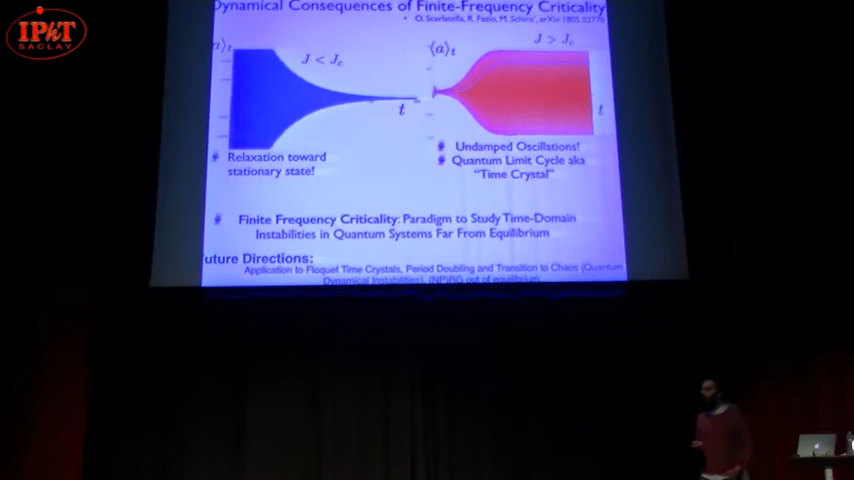 IPhT
SACLAY
Dynamical Consequences of Finite-Frequency Criticality
• O. Scarlatella, R. Fazio, M. Schiro', arXiv 1805.02770
a⟩t
J < Jc
t
⟨a⟩t
J > Jc
t
Relaxation toward
stationary state!
Undamped Oscillations!
Quantum Limit Cycle aka
"Time Crystal"
Finite Frequency Criticality: Paradigm to Study Time-Domain
Instabilities in Quantum Systems Far From Equilibrium
uture Directions:
Application to Floquet Time Crystals, Period Doubling and Transition to Chaos (Quantum
Dynamical Instabilities), (NP)RG out of equilibrium